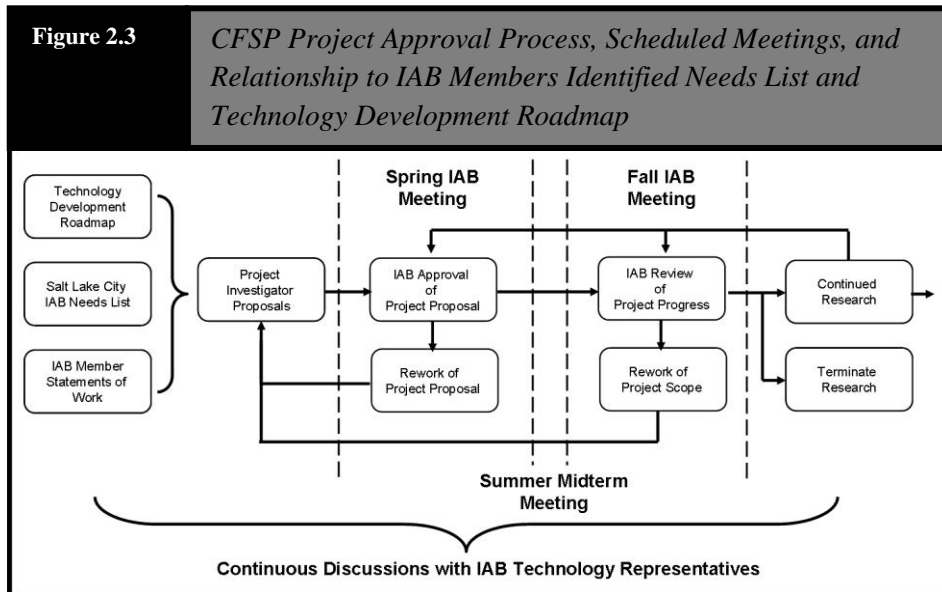 Figure 2.3
CFSP Project Approval Process, Scheduled Meetings, and
Relationship to IAB Members Identified Needs List and
Technology Development Roadmap
Spring IAB
Meeting
Fall IAB
Meeting
Technology
Development
Roadmap
Salt Lake City
IAB Needs List
IAB Member
Statements of
Work
Project
Investigator
Proposals
IAB Approval
of
Project Proposal
Rework of
Project Proposal
IAB Review
of
Project Progress
Rework of
Project Scope
Continued
Research
Terminate
Research
Summer Midterm
Meeting
Continuous Discussions with IAB Technology Representatives